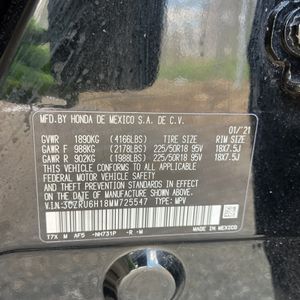 MFD.BY HONDA DE MEXICO S.A. DE C.V.
01/'21
GVWR 1890KG (4166LBS) TIRE SIZE RIM SIZE
GAWR F 988KG (2178LBS) 225/50R18 95V 18X7.5J
GAWR R 902KG (1988LBS) 225/50R18 95V 18X7.5J
THIS VEHICLE CONFORMS TO ALL APPLICABLE
FEDERAL MOTOR VEHICLE SAFETY
AND THEFT PREVENTION STANDARDS IN EFFECT ON THE
DATE OF MANUFACTURE SHOWN ABOVE.
V.I.N:3CZRU6H18MM725547 TYPE: MPV
T7X M AF5 -NH731P -R -M
MADE IN MEXICO